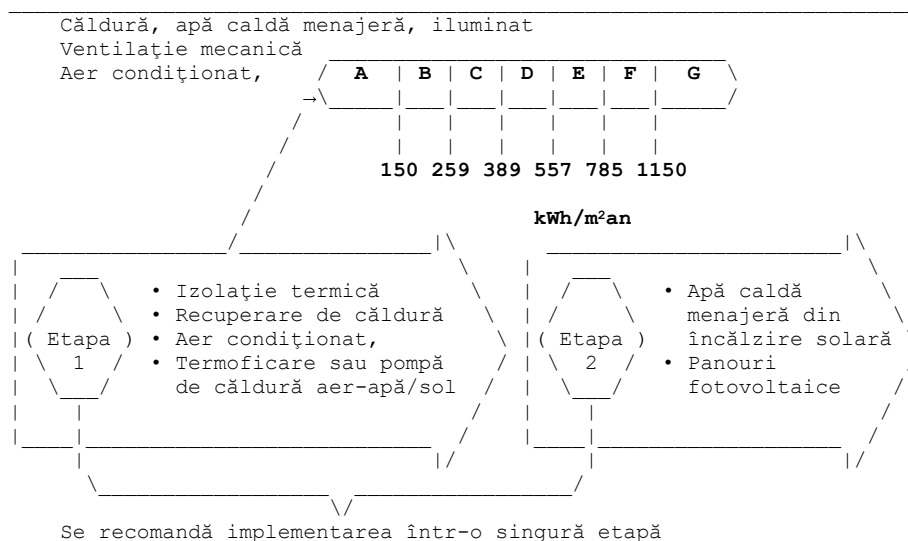 Căldură, apă caldă menajeră, iluminat
Ventilaţie mecanică
Aer condiţionat,
A B C D E F G
150 259 389 557 785 1150
kWh/m²an
Etapa 1
• Izolaţie termică
• Recuperare de căldură
• Aer condiţionat,
• Termoficare sau pompă
de căldură aer-apă/sol
Etapa 2
• Apă caldă
menajeră din
încălzire solară
• Panouri
fotovoltaice
Se recomandă implementarea într-o singură etapă